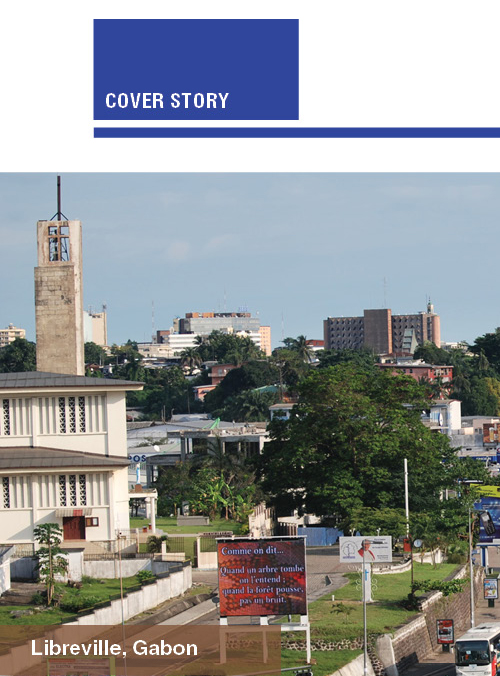 COVER STORY
Comme on dit...
Quand un arbre tombe
on l'entend :
quand la forêt pousse,
pas un bruit.
Libreville, Gabon